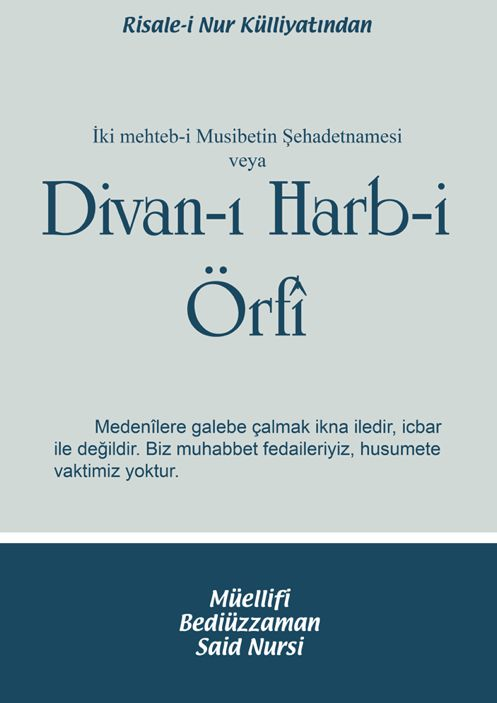 Risale-i Nur Külliyatından
İki mehteb-i Musibetin Şehadetnamesi
veya
Divan-ı Harb-i
Örfî
Medenîlere galebe çalmak ikna iledir, icbar
ile değildir. Biz muhabbet fedaileriyiz, husumete
vaktimiz yoktur.
Müellifi
Bediüzzaman
Said Nursi